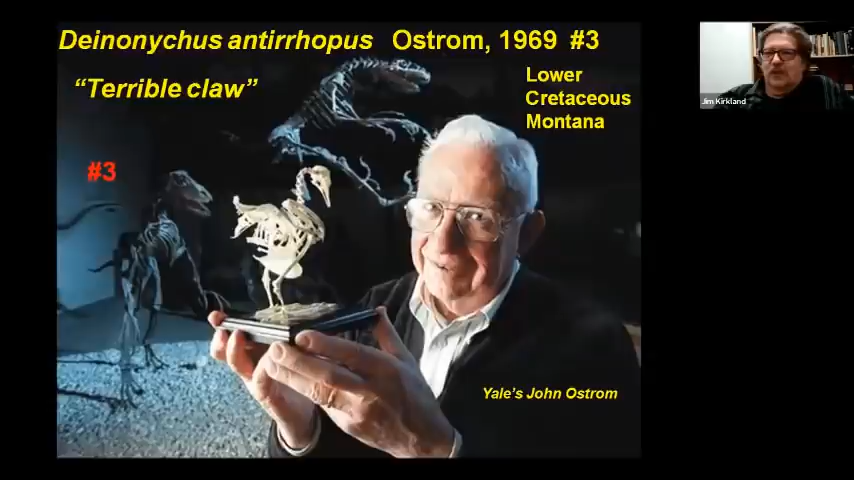 Deinonychus antirrhopus Ostrom, 1969 #3
“Terrible claw”
Lower
Cretaceous
Montana
#3
Yale's John Ostrom
Jim Kirkland